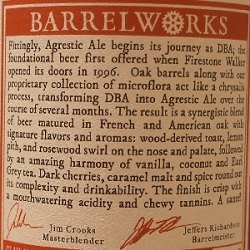 BARRELWORKS
Fittingly, Agrestic Ale begins its journey as DBA; the
foundational beer first offered when Firestone Walker
opened its doors in 1996. Oak barrels along with our
proprietary collection of microflora act like a chrysalis
process, transforming DBA into Agrestic Ale over the
course of several months. The result is a synergistic blend
of beer matured in French and American oak with
signature flavors and aromas: wood-derived toast, lemon
pith, and rosewood swirl on the nose and palate, followed
by an amazing harmony of vanilla, coconut and Earl
Grey tea. Dark cherries, caramel malt and spice round out
its complexity and drinkability. The finish is crisp with
a mouthwatering acidity and chewy tannins. A
Jim Crooks
Masterblender
Jeffers Richardson
Barrelmeister